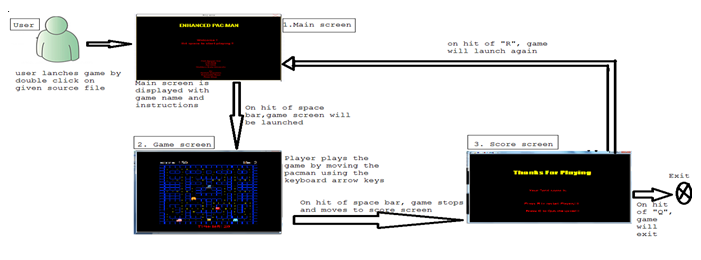 User
user lanches game by
double click on
given source file
1.Main screen
ENHANCED PAC MAN
Main screen is
displayed with
game name and
instructions
on hit of "R", game
will launch again
On hit of space
bar,game screen will
be launched
2. Game screen
Player plays the
game by moving the
pacman using the
keyboard arrow keys
On hit of space bar, game stops
and moves to score screen
3. Score screen
Thanks For Playing
Exit
On hit
of "Q",
game
will
exit